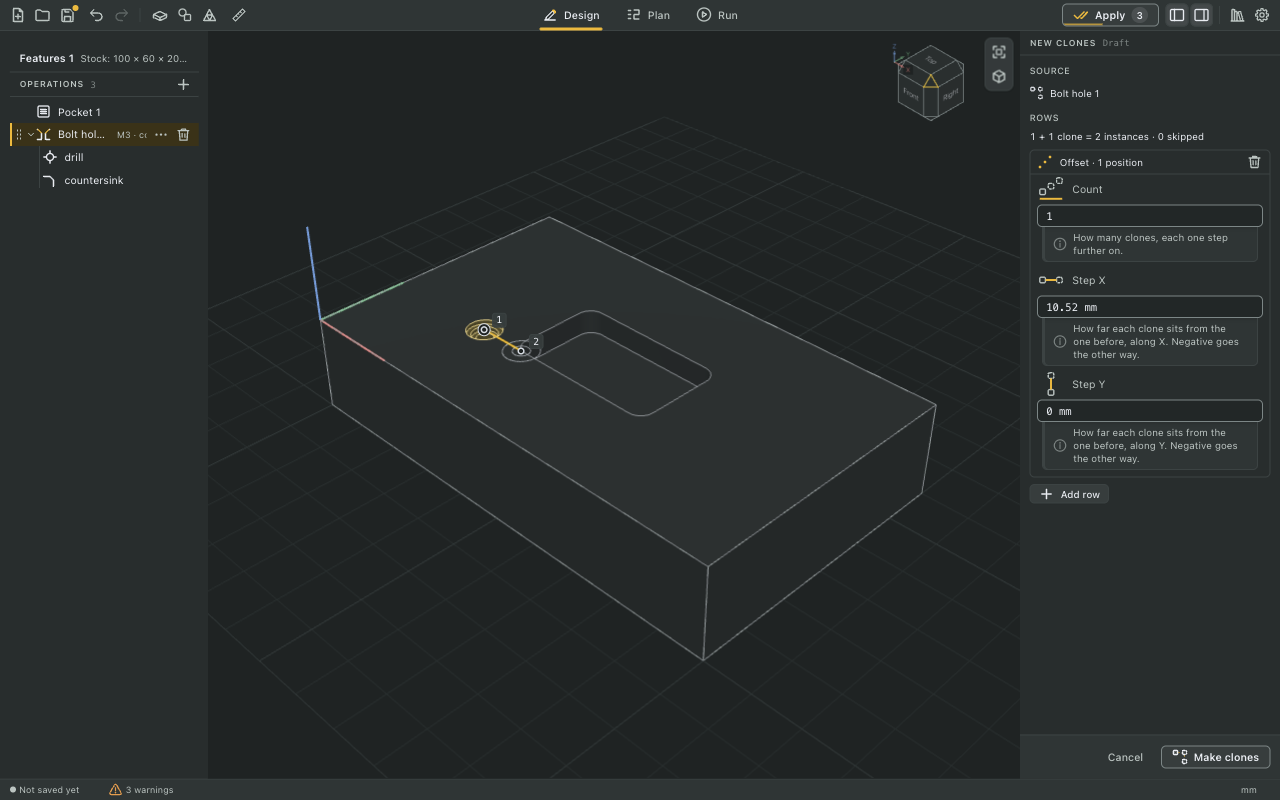 Design
Plan
Run
Apply 3
Features 1 Stock: 100 × 60 × 20...
OPERATIONS 3
Pocket 1
Bolt hol... M3 · cc
drill
countersink
Z
Top
Front
Right
1
2
NEW CLONES Draft
SOURCE
Bolt hole 1
ROWS
1 + 1 clone = 2 instances · 0 skipped
Offset · 1 position
Count
1
How many clones, each one step
further on.
Step X
10.52 mm
How far each clone sits from the
one before, along X. Negative goes
the other way.
Step Y
0 mm
How far each clone sits from the
one before, along Y. Negative goes
the other way.
Add row
Cancel
Make clones
Not saved yet
3 warnings
mm